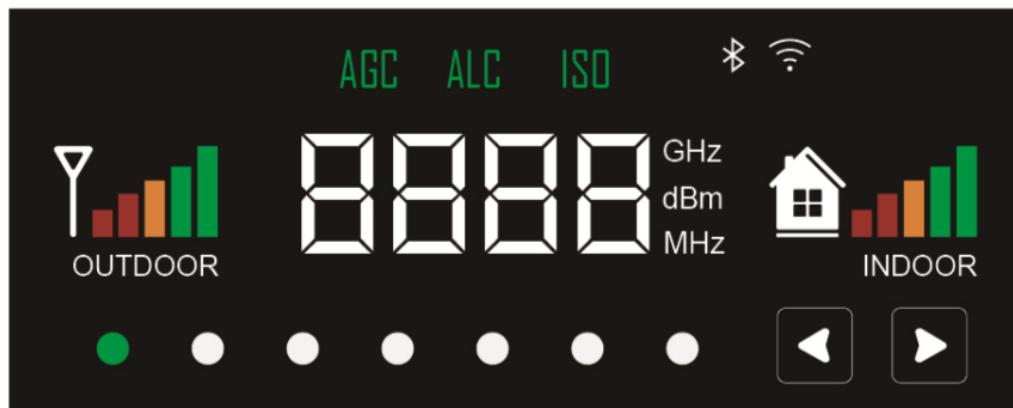 AGC ALC ISO
8888
GHz
dBm
MHz
OUTDOOR
INDOOR